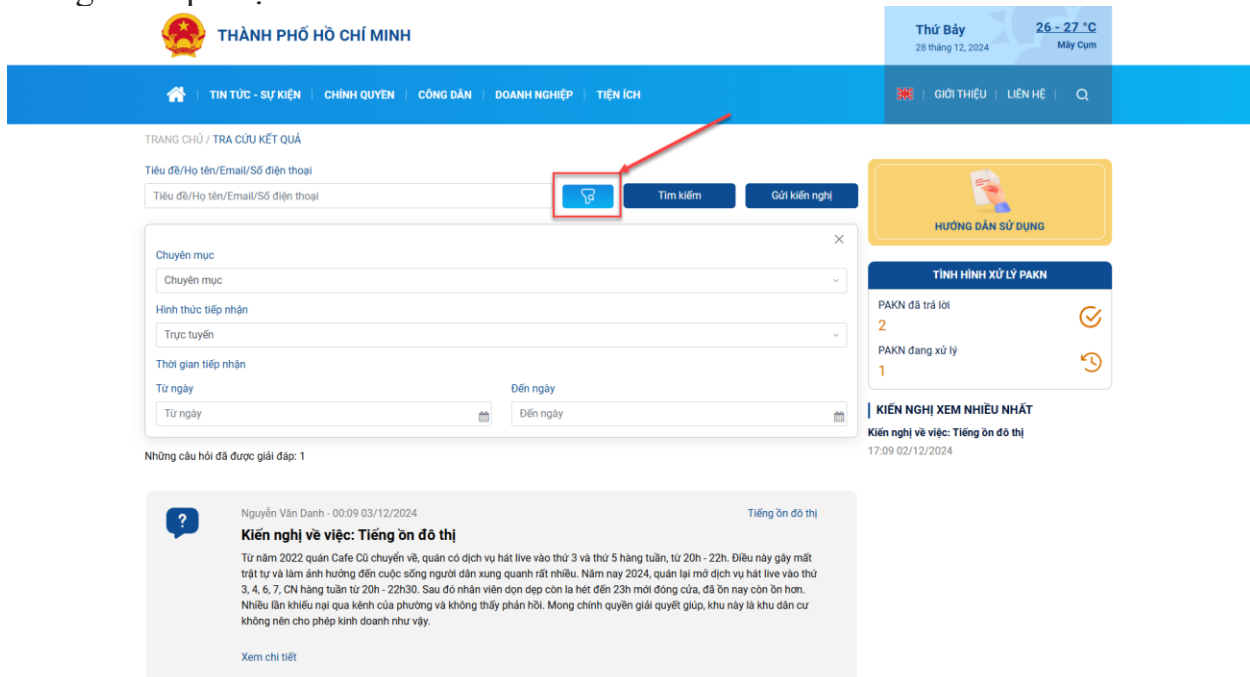 THÀNH PHỐ HỒ CHÍ MINH
Thứ Bảy
28 tháng 12, 2024
26 - 27 °C
Mây Cụm
TIN TỨC - SỰ KIỆN | CHÍNH QUYỀN | CÔNG DÂN | DOANH NGHIỆP | TIỆN ÍCH
GIỚI THIỆU | LIÊN HỆ |
TRANG CHỦ / TRA CỨU KẾT QUẢ
Tiêu đề/Họ tên/Email/Số điện thoại
Tiêu đề/Họ tên/Email/Số điện thoại
Tìm kiếm
Gửi kiến nghị
Chuyên mục
Chuyên mục
Hình thức tiếp nhận
Trực tuyến
Thời gian tiếp nhận
Từ ngày
Đến ngày
Từ ngày
Đến ngày
Những câu hỏi đã được giải đáp: 1
Nguyễn Văn Danh - 00:09 03/12/2024
Tiếng ồn đô thị
Kiến nghị về việc: Tiếng ồn đô thị
Từ năm 2022 quán Cafe Cũ chuyển về, quán có dịch vụ hát live vào thứ 3 và thứ 5 hàng tuần, từ 20h - 22h. Điều này gây mất
trật tự và làm ảnh hưởng đến cuộc sống người dân xung quanh rất nhiều. Năm nay 2024, quán lại mở dịch vụ hát live vào thứ
3, 4, 6, 7, CN hàng tuần từ 20h - 22h30. Sau đó nhân viên dọn dẹp còn la hét đến 23h mới đóng cửa, đã ồn nay còn ồn hơn.
Nhiều lần khiếu nại qua kênh của phường và không thấy phản hồi. Mong chính quyền giải quyết giúp, khu này là khu dân cư
không nên cho phép kinh doanh như vậy.
Xem chi tiết
HƯỚNG DẪN SỬ DỤNG
TÌNH HÌNH XỬ LÝ PAKN
PAKN đã trả lời
2
PAKN đang xử lý
1
KIẾN NGHỊ XEM NHIỀU NHẤT
Kiến nghị về việc: Tiếng ồn đô thị
17:09 02/12/2024